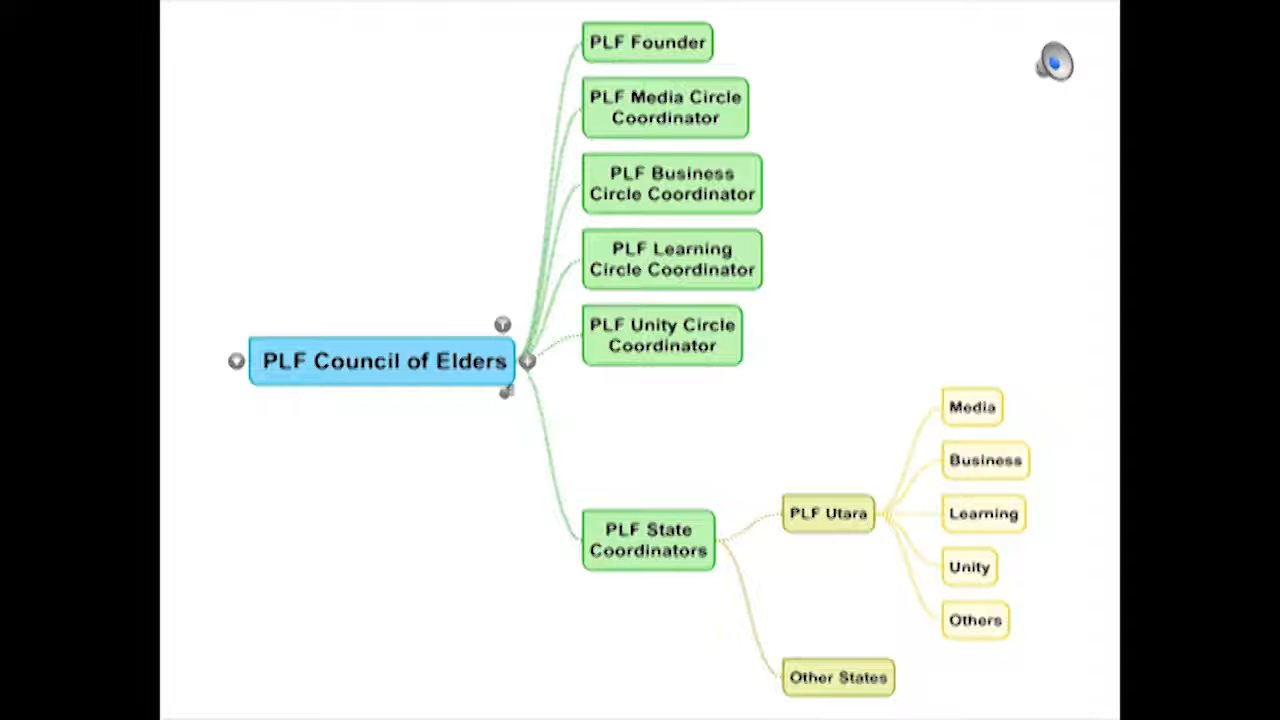 PLF Founder
PLF Media Circle
Coordinator
PLF Business
Circle Coordinator
PLF Learning
Circle Coordinator
PLF Unity Circle
Coordinator
PLF Council of Elders
PLF State
Coordinators
PLF Utara
Media
Business
Learning
Unity
Others
Other States